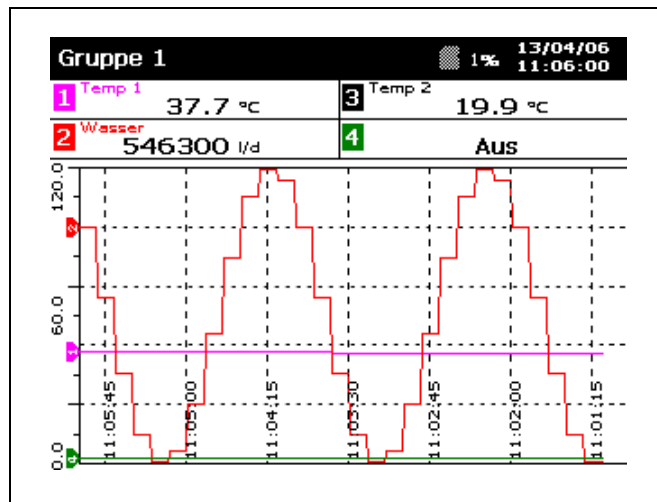 Gruppe 1 1% 13/04/06
11:06:00
1 Temp 1 37.7 °C
3 Temp 2 19.9 °C
2 Wasser 546300 l/d
4 Aus
120.0
60.0
0.0
2
1
11:05:45
11:05:00
11:04:15
11:03:30
11:02:45
11:02:00
11:01:15